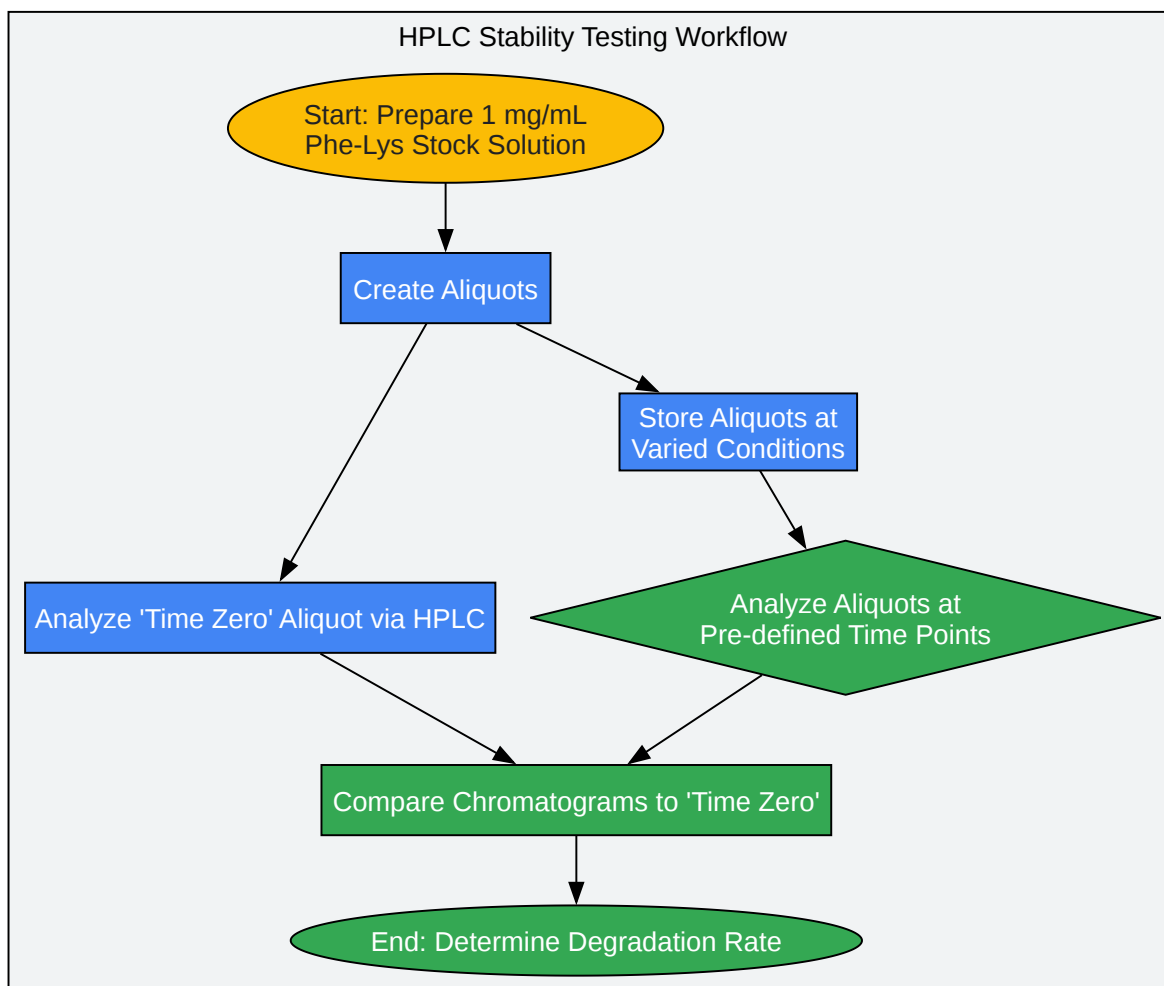 HPLC Stability Testing Workflow
Start: Prepare 1 mg/mL
Phe-Lys Stock Solution
Create Aliquots
Store Aliquots at
Varied Conditions
Analyze 'Time Zero' Aliquot via HPLC
Analyze Aliquots at
Pre-defined Time Points
Compare Chromatograms to 'Time Zero'
End: Determine Degradation Rate